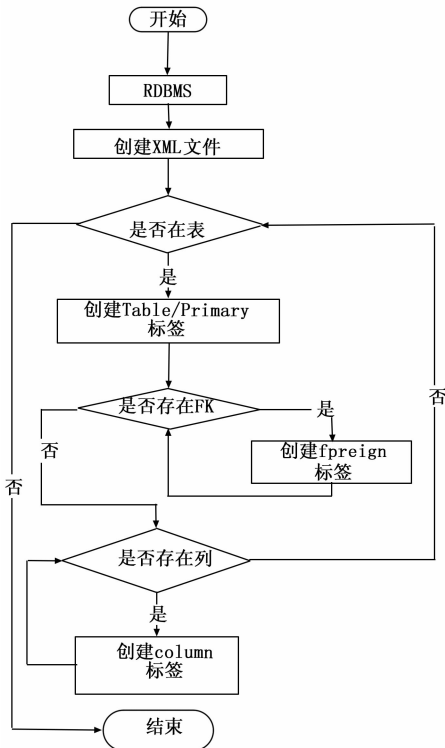 开始
RDBMS
创建XML文件
是否在表
是
创建Table/Primary
标签
是否存在FK
是
否
否
创建fpreign
标签
否
是否存在列
是
创建column
标签
结束